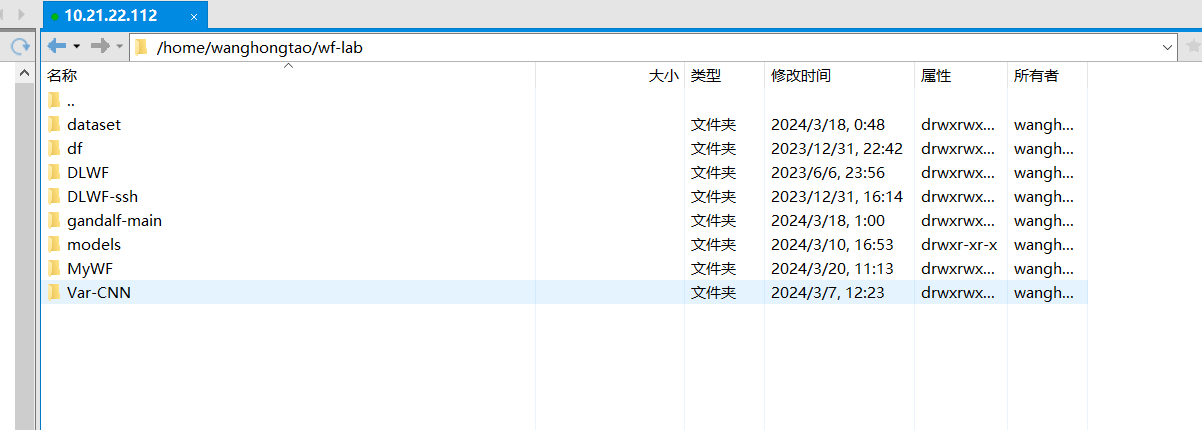 10.21.22.112 ×
/home/wanghongtao/wf-lab
名称 大小 类型 修改时间 属性 所有者
..
dataset 文件夹 2024/3/18, 0:48 drwxrwx... wangh...
df 文件夹 2023/12/31, 22:42 drwxrwx... wangh...
DLWF 文件夹 2023/6/6, 23:56 drwxrwx... wangh...
DLWF-ssh 文件夹 2023/12/31, 16:14 drwxrwx... wangh...
gandalf-main 文件夹 2024/3/18, 1:00 drwxrwx... wangh...
models 文件夹 2024/3/10, 16:53 drwxr-xr-x wangh...
MyWF 文件夹 2024/3/20, 11:13 drwxrwx... wangh...
Var-CNN 文件夹 2024/3/7, 12:23 drwxrwx... wangh...